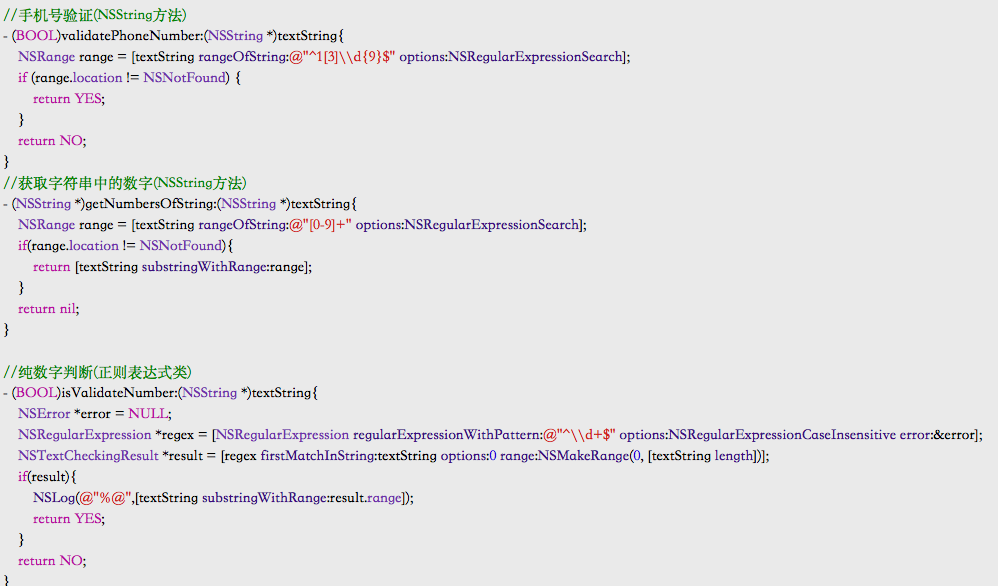 //手机号验证(NSString方法)
- (BOOL)validatePhoneNumber:(NSString *)textString{
    NSRange range = [textString rangeOfString:@"^1[3]\\d{9}$" options:NSRegularExpressionSearch];
    if (range.location != NSNotFound) {
        return YES;
    }
    return NO;
}
//获取字符串中的数字(NSString方法)
- (NSString *)getNumbersOfString:(NSString *)textString{
    NSRange range = [textString rangeOfString:@"[0-9]+" options:NSRegularExpressionSearch];
    if(range.location != NSNotFound){
        return [textString substringWithRange:range];
    }
    return nil;
}

//纯数字判断(正则表达式类)
- (BOOL)isValidateNumber:(NSString *)textString{
    NSError *error = NULL;
    NSRegularExpression *regex = [NSRegularExpression regularExpressionWithPattern:@"^\\d+$" options:NSRegularExpressionCaseInsensitive error:&error];
    NSTextCheckingResult *result = [regex firstMatchInString:textString options:0 range:NSMakeRange(0, [textString length])];
    if(result){
        NSLog(@"%@",[textString substringWithRange:result.range]);
        return YES;
    }
    return NO;
}